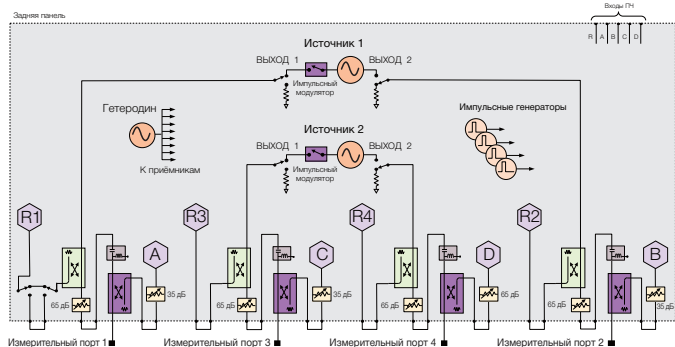 Входы ПЧ
Задняя панель
R A B C D
Источник 1
ВЫХОД 1
ВЫХОД 2
Импульсный
модулятор
Гетеродин
К приёмникам
Импульсные генераторы
Источник 2
ВЫХОД 1
ВЫХОД 2
Импульсный
модулятор
R1
R3
R4
R2
A
C
D
B
65 дБ
35 дБ
65 дБ
35 дБ
65 дБ
35 дБ
65 дБ
35 дБ
Измерительный порт 1
Измерительный порт 3
Измерительный порт 4
Измерительный порт 2